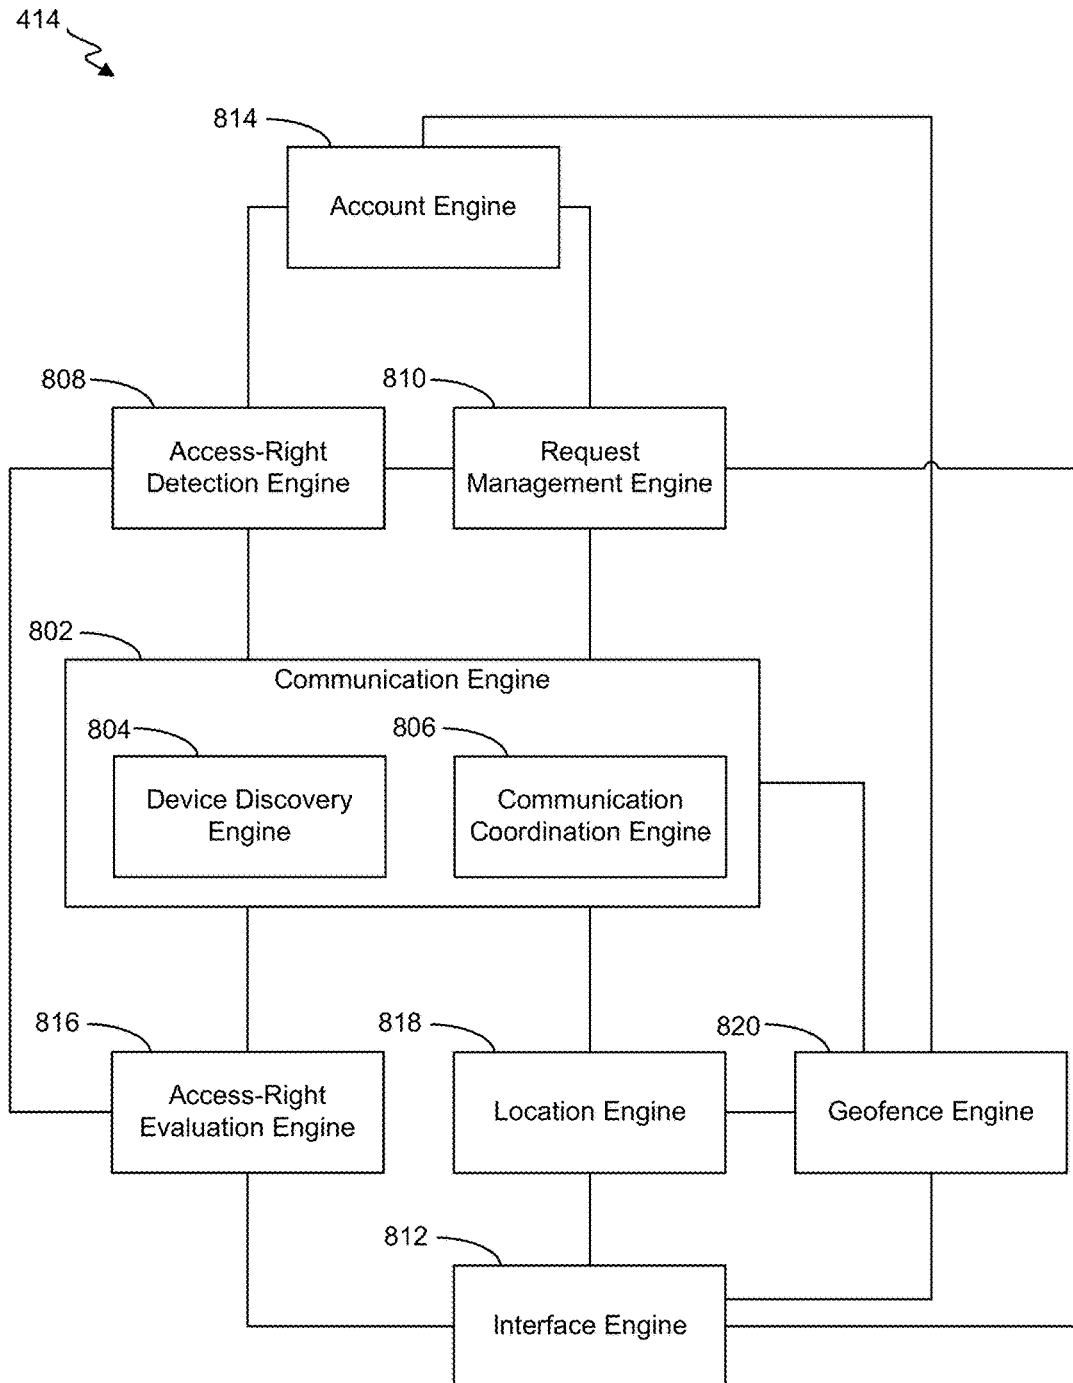 414
814
Account Engine
808
810
Access-Right
Detection Engine
Request
Management Engine
802
Communication Engine
804
806
Device Discovery
Engine
Communication
Coordination Engine
816
818
820
Access-Right
Evaluation Engine
Location Engine
Geofence Engine
812
Interface Engine